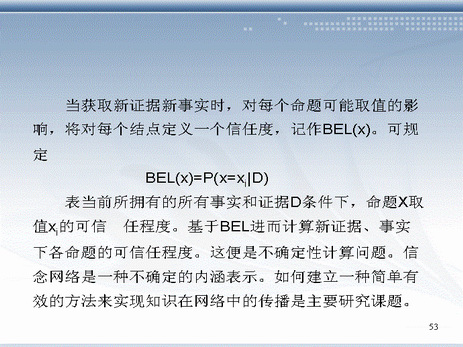 当获取新证据新事实时，对每个命题可能取值的影
响，将对每个结点定义一个信任度，记作BEL(x)。可规
定
BEL(x)=P(x=xi|D)
表当前所拥有的所有事实和证据D条件下，命题X取
值xi的可信 任程度。基于BEL进而计算新证据、事实
下各命题的可信任程度。这便是不确定性计算问题。信
念网络是一种不确定的内涵表示。如何建立一种简单有
效的方法来实现知识在网络中的传播是主要研究课题。
53